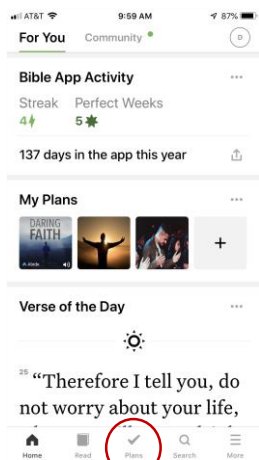 AT&T 9:59 AM 87%
For You Community
D
Bible App Activity
Streak Perfect Weeks
4 5
137 days in the app this year
My Plans
DARING
FAITH
Abide
+
Verse of the Day
25 “Therefore I tell you, do
not worry about your life,
Home Read Plans Search More